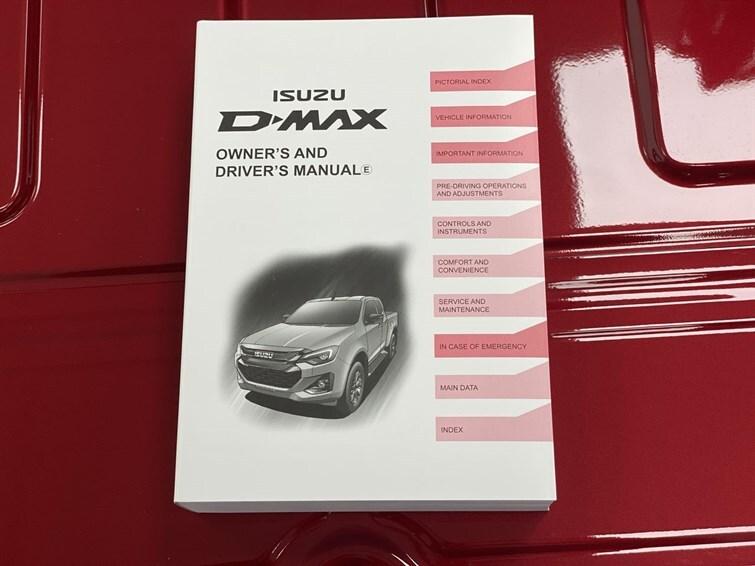 ISUZU
D-MAX
OWNER'S AND
DRIVER'S MANUAL Ⓔ
PICTORIAL INDEX
VEHICLE INFORMATION
IMPORTANT INFORMATION
PRE-DRIVING OPERATIONS
AND ADJUSTMENTS
CONTROLS AND
INSTRUMENTS
COMFORT AND
CONVENIENCE
SERVICE AND
MAINTENANCE
IN CASE OF EMERGENCY
MAIN DATA
INDEX
ISUZU